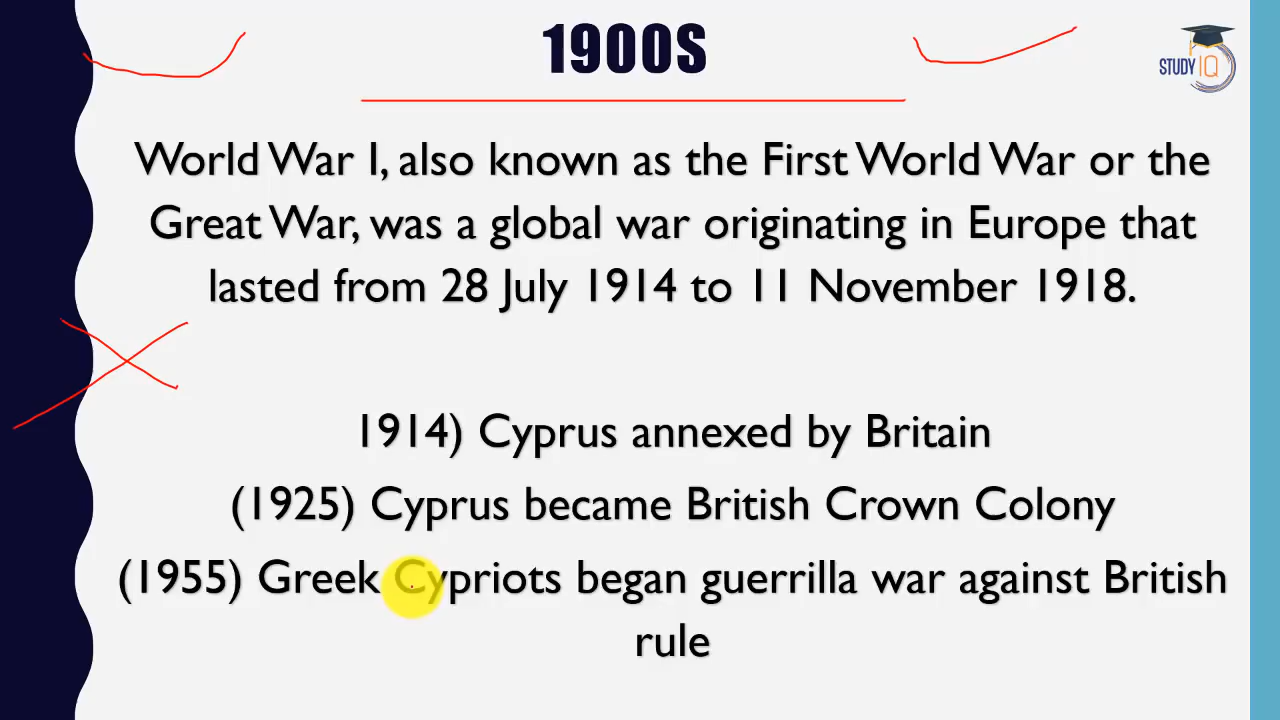 1900S
STUDY IQ
World War I, also known as the First World War or the
Great War, was a global war originating in Europe that
lasted from 28 July 1914 to 11 November 1918.
1914) Cyprus annexed by Britain
(1925) Cyprus became British Crown Colony
(1955) Greek Cypriots began guerrilla war against British
rule